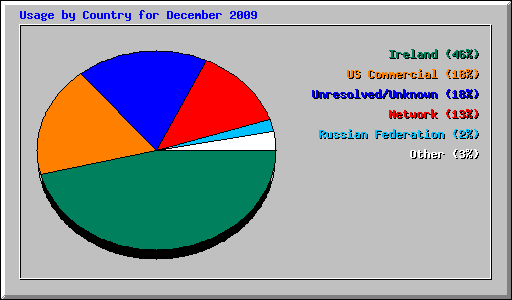 Usage by Country for December 2009
Ireland (46%)
US Commercial (18%)
Unresolved/Unknown (18%)
Network (13%)
Russian Federation (2%)
Other (3%)